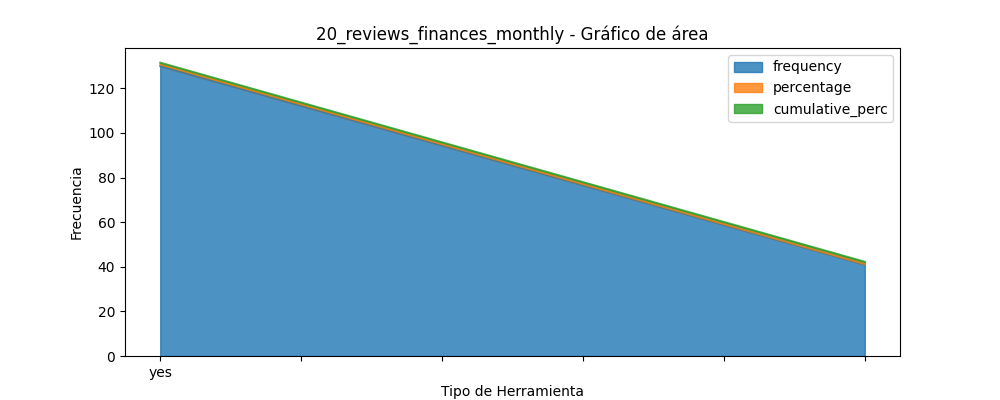 20_reviews_finances_monthly - Gráfico de área
frequency
percentage
cumulative_perc
120
100
80
60
40
20
0
Frecuencia
yes
Tipo de Herramienta